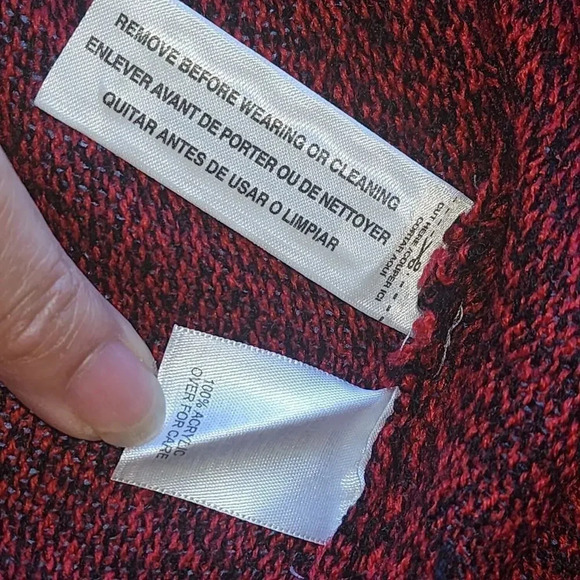 REMOVE BEFORE WEARING OR CLEANING
ENLEVER AVANT DE PORTER OU DE NETTOYER
QUITAR ANTES DE USAR O LIMPIAR
CUT HERE/COUPER ICI
CORTAR AQUI
100% ACRYLIC
OVER FOR CARE